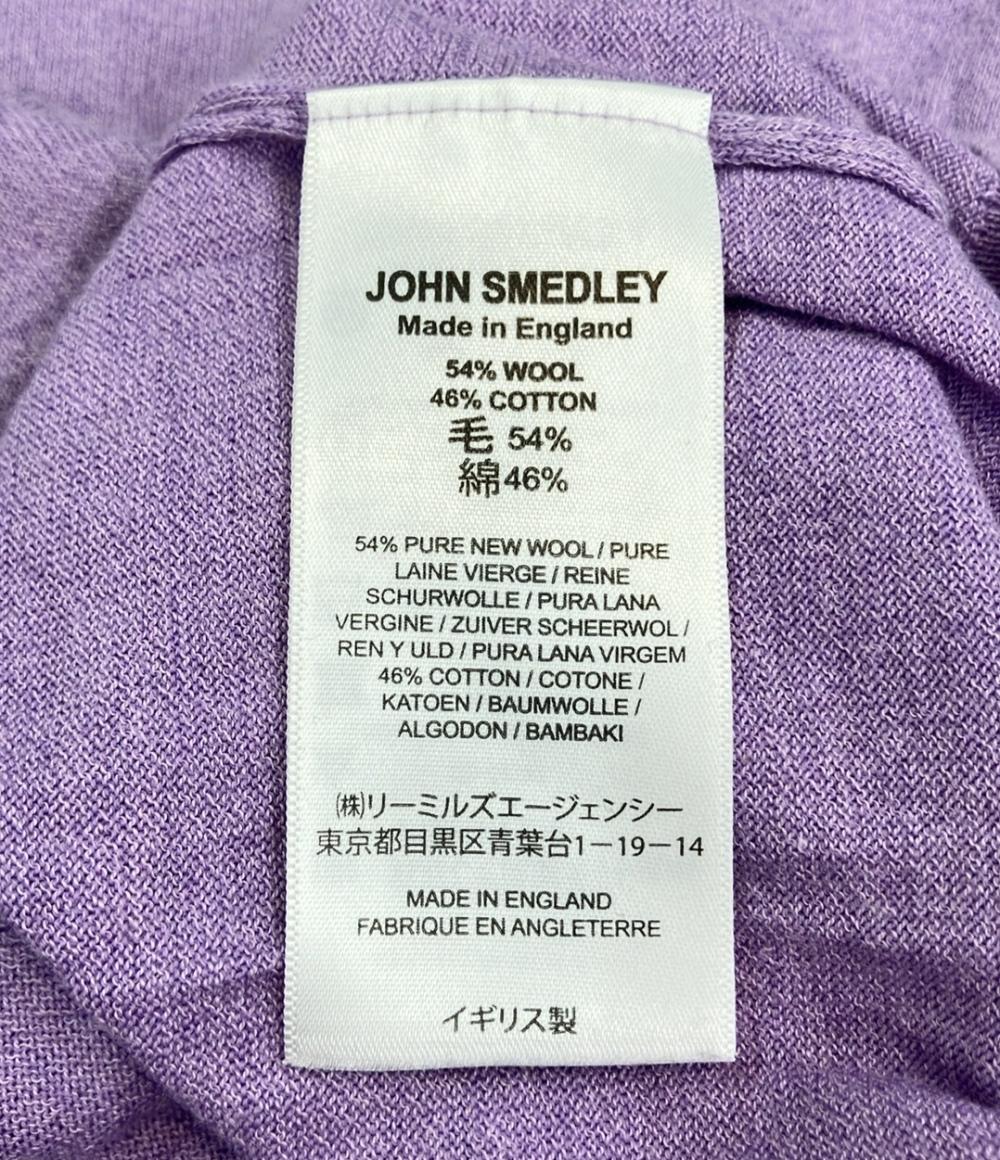 JOHN SMEDLEY
Made in England
54% WOOL
46% COTTON
毛 54%
綿46%
54% PURE NEW WOOL / PURE
LAINE VIERGE / REINE
SCHURWOLLE / PURA LANA
VERGINE / ZUIVER SCHEERWOL /
REN Y ULD / PURA LANA VIRGEM
46% COTTON / COTONE /
KATOEN / BAUMWOLLE /
ALGODON / BAMBAKI
㈱リーミルズエージェンシー
東京都目黒区青葉台1－19－14
MADE IN ENGLAND
FABRIQUE EN ANGLETERRE
イギリス製